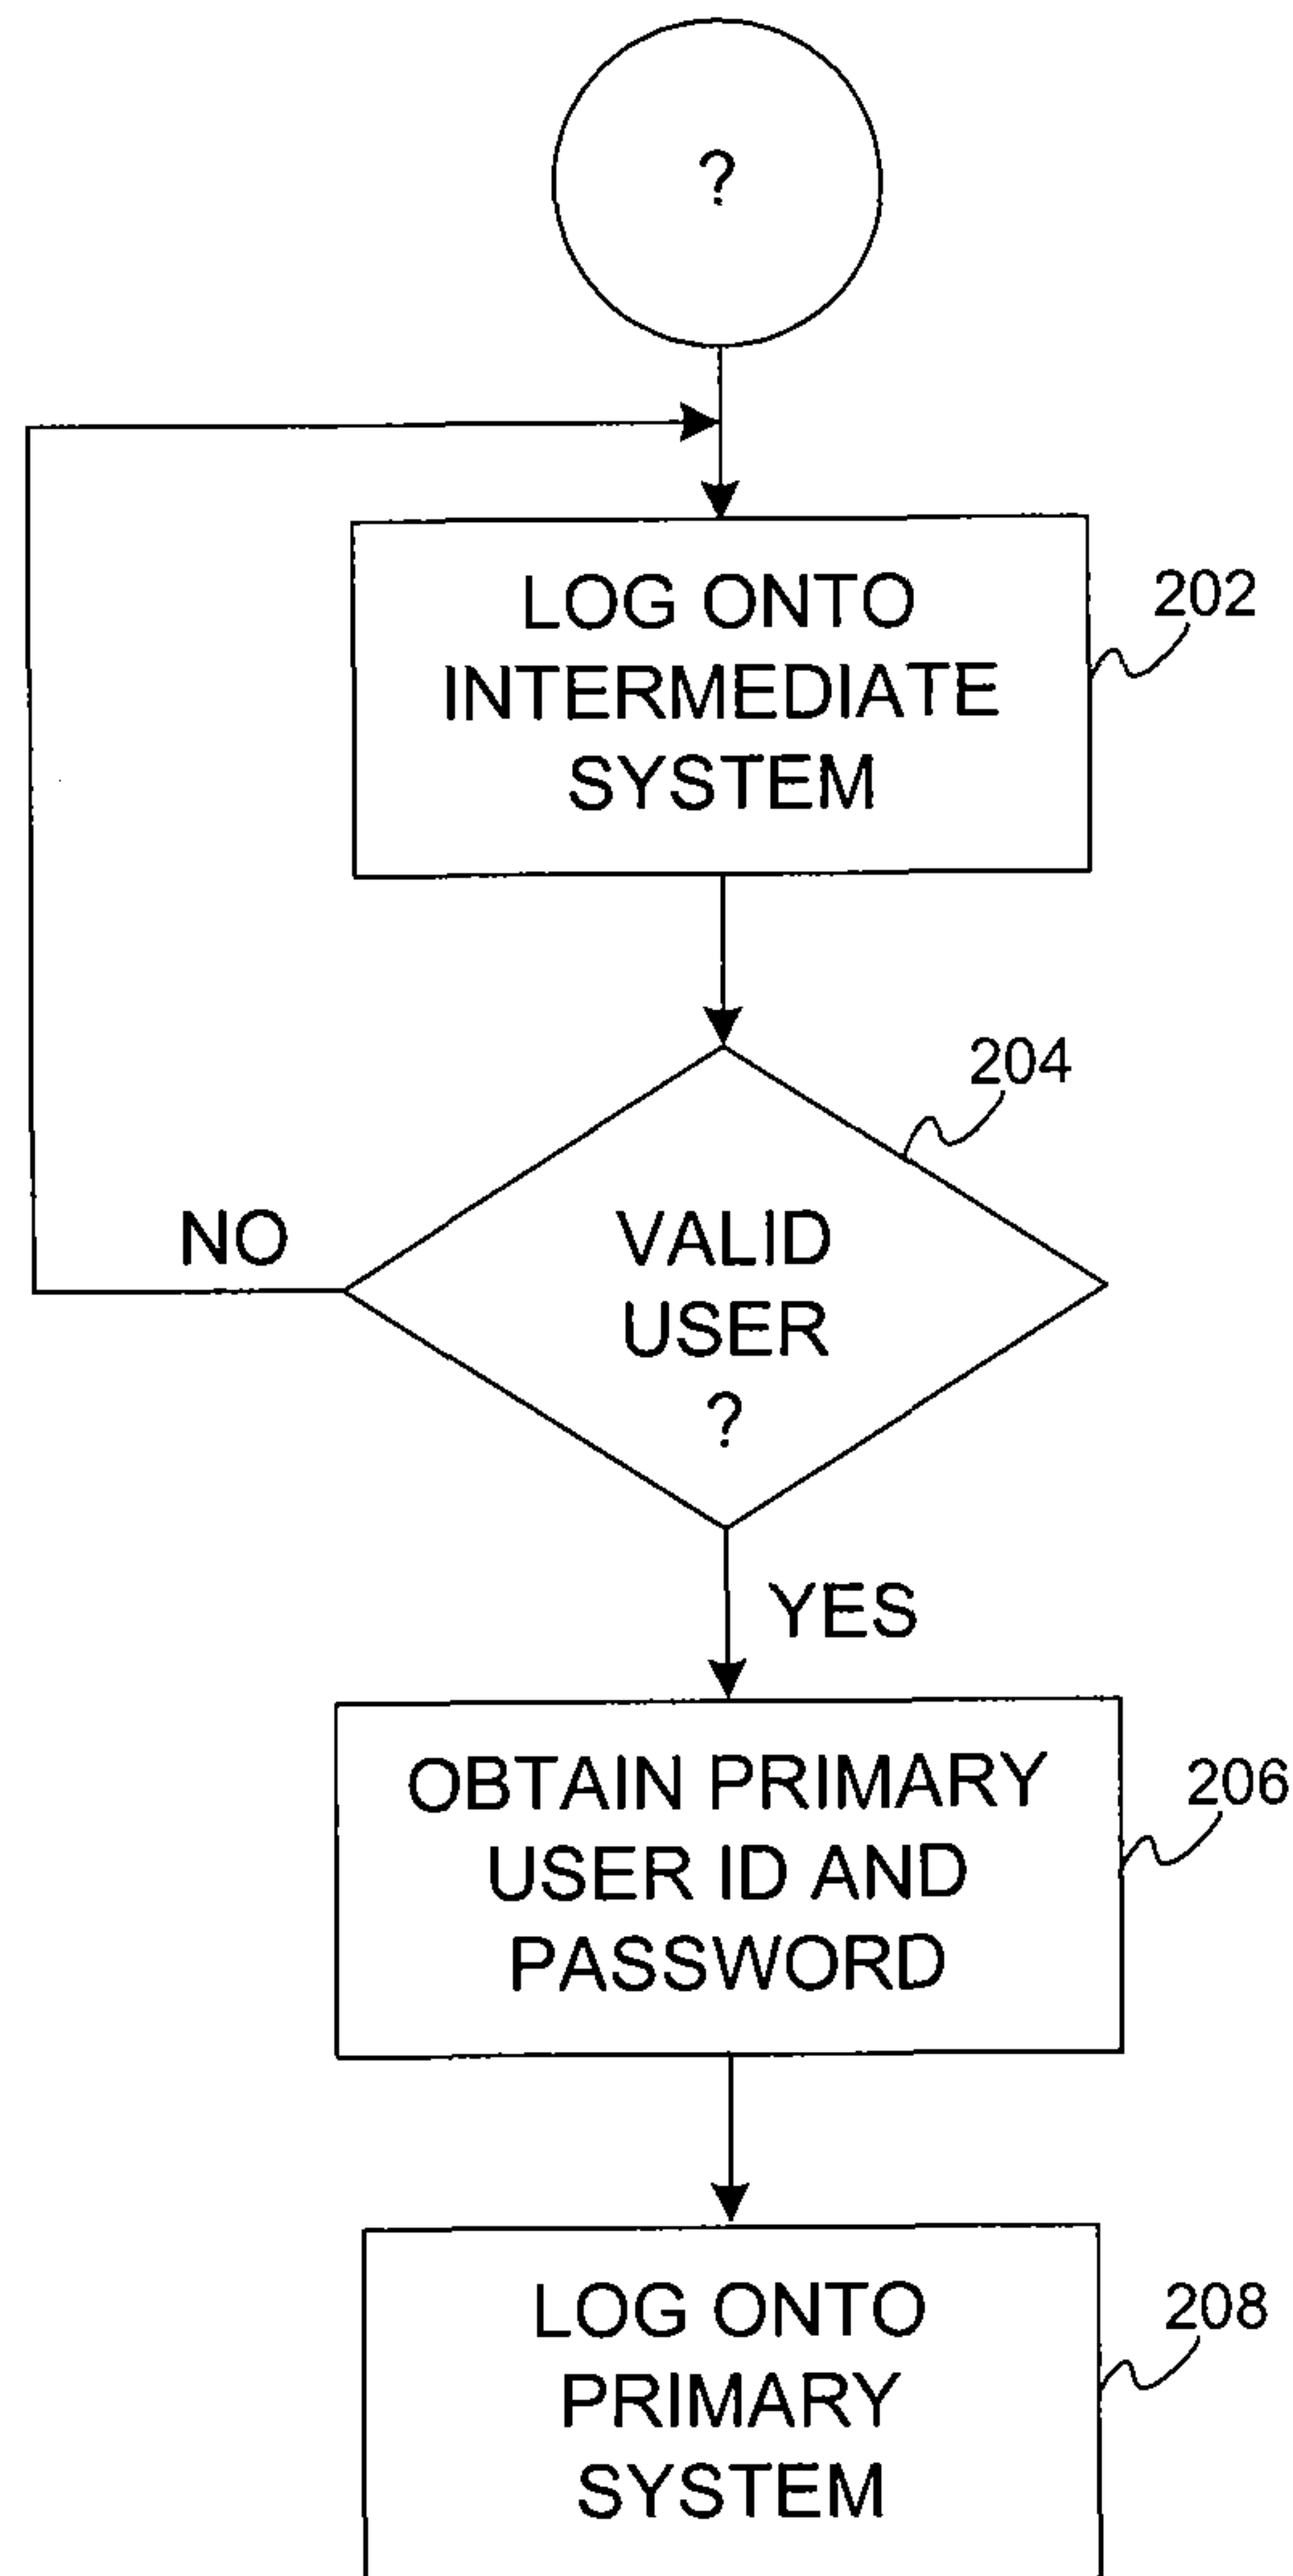 ?
LOG ONTO
INTERMEDIATE
SYSTEM
202
204
NO
VALID
USER
?
YES
OBTAIN PRIMARY
USER ID AND
PASSWORD
206
LOG ONTO
PRIMARY
SYSTEM
208